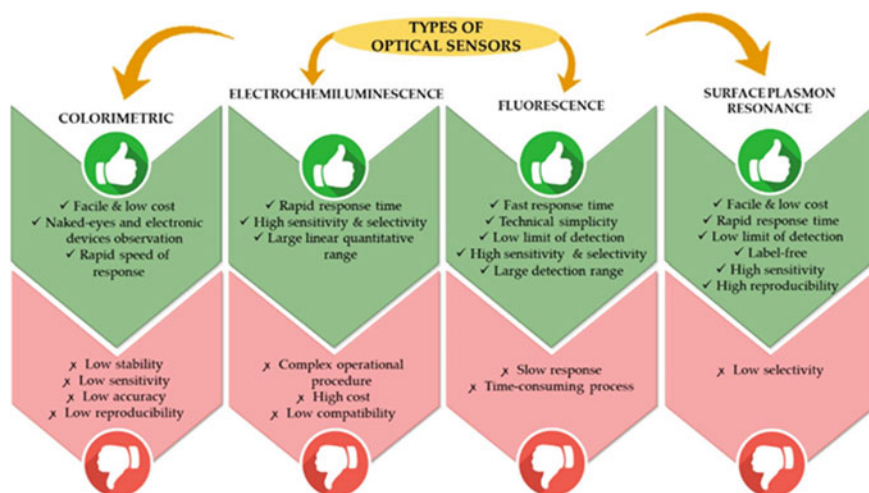 TYPES OF
OPTICAL SENSORS
COLORIMETRIC
✓ Facile & low cost
✓ Naked-eyes and electronic
devices observation
✓ Rapid speed of
response
✗ Low stability
✗ Low sensitivity
✗ Low accuracy
✗ Low reproducibility
ELECTROCHEMILUMINESCENCE
✓ Rapid response time
✓ High sensitivity & selectivity
✓ Large linear quantitative
range
✗ Complex operational
procedure
✗ High cost
✗ Low compatibility
FLUORESCENCE
✓ Fast response time
✓ Technical simplicity
✓ Low limit of detection
✓ High sensitivity & selectivity
✓ Large detection range
✗ Slow response
✗ Time-consuming process
SURFACE PLASMON
RESONANCE
✓ Facile & low cost
✓ Rapid response time
✓ Low limit of detection
✓ Label-free
✓ High sensitivity
✓ High reproducibility
✗ Low selectivity